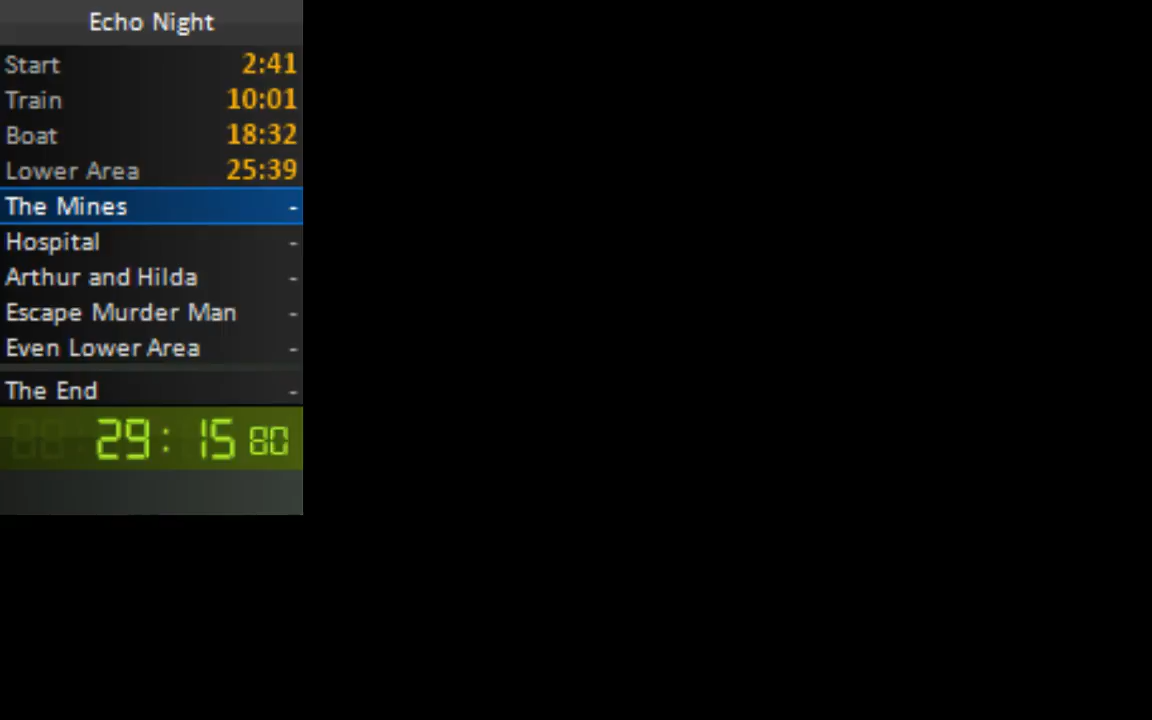 Echo Night
Start 2:41
Train 10:01
Boat 18:32
Lower Area 25:39
The Mines -
Hospital -
Arthur and Hilda -
Escape Murder Man -
Even Lower Area -
The End -
29:15 80